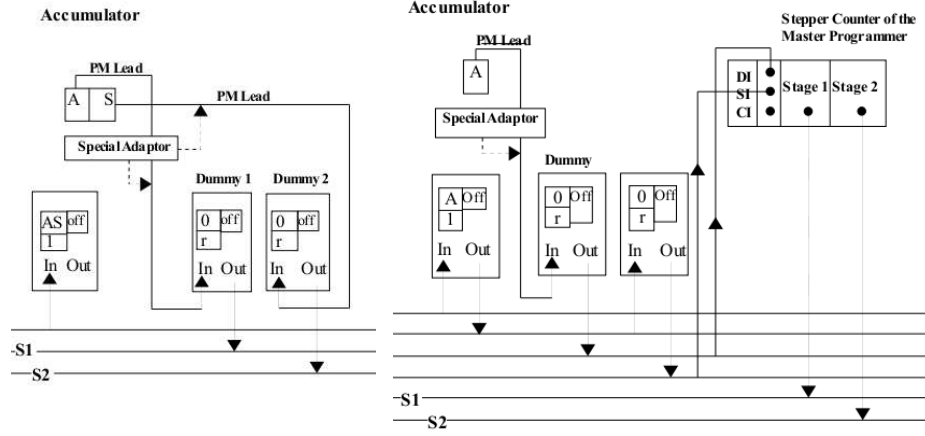 Accumulator
PM Lead
A S
PM Lead
Special Adaptor
Dummy 1
Dummy 2
AS off
1
In Out
0 off
r
In Out
0 off
r
In Out
S1
S2
Accumulator
PM Lead
A
Special Adaptor
Dummy
A Off
1
In Out
0 Off
r
In Out
0 Off
r
In Out
Stepper Counter of the
Master Programmer
DI
SI
CI
Stage 1
Stage 2
S1
S2